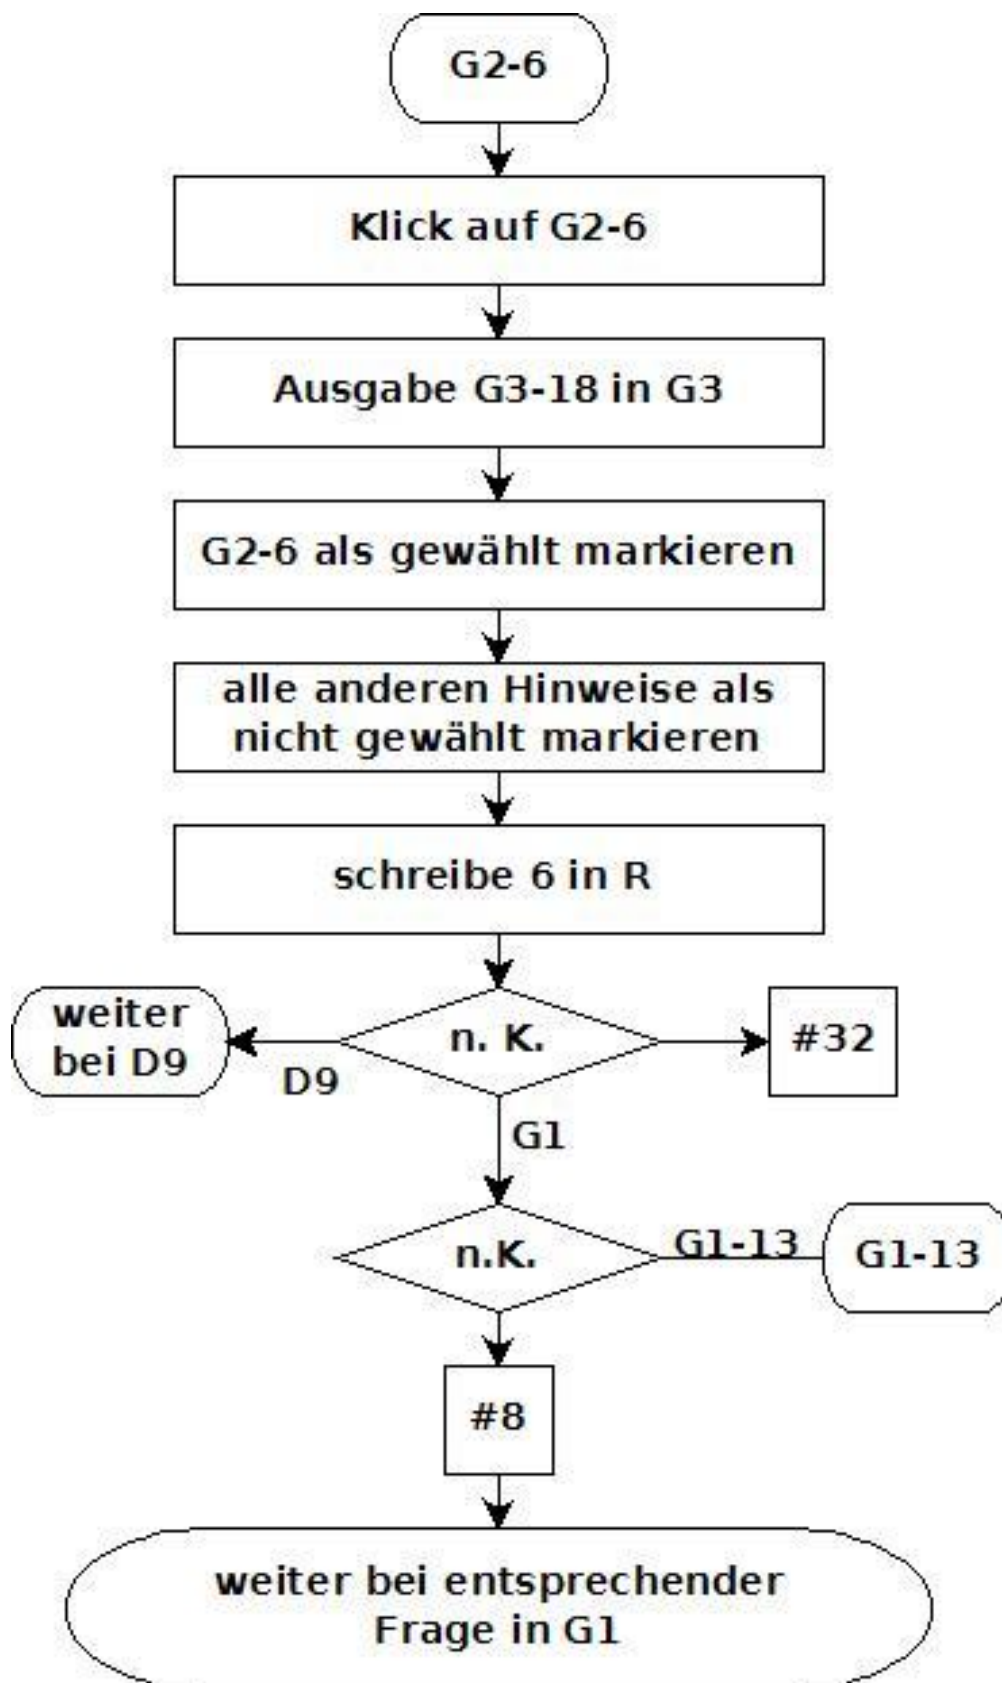 G2-6
Klick auf G2-6
Ausgabe G3-18 in G3
G2-6 als gewählt markieren
alle anderen Hinweise als
nicht gewählt markieren
schreibe 6 in R
weiter
bei D9
D9
n. K.
#32
G1
n.K.
G1-13
G1-13
#8
weiter bei entsprechender
Frage in G1